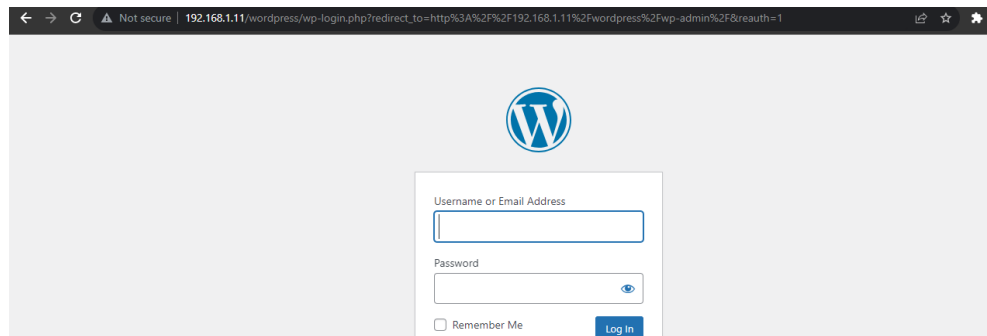 Not secure | 192.168.1.11/wordpress/wp-login.php?redirect_to=http%3A%2F%2F192.168.1.11%2Fwordpress%2Fwp-admin%2F&reauth=1
Username or Email Address
Password
Remember Me
Log In